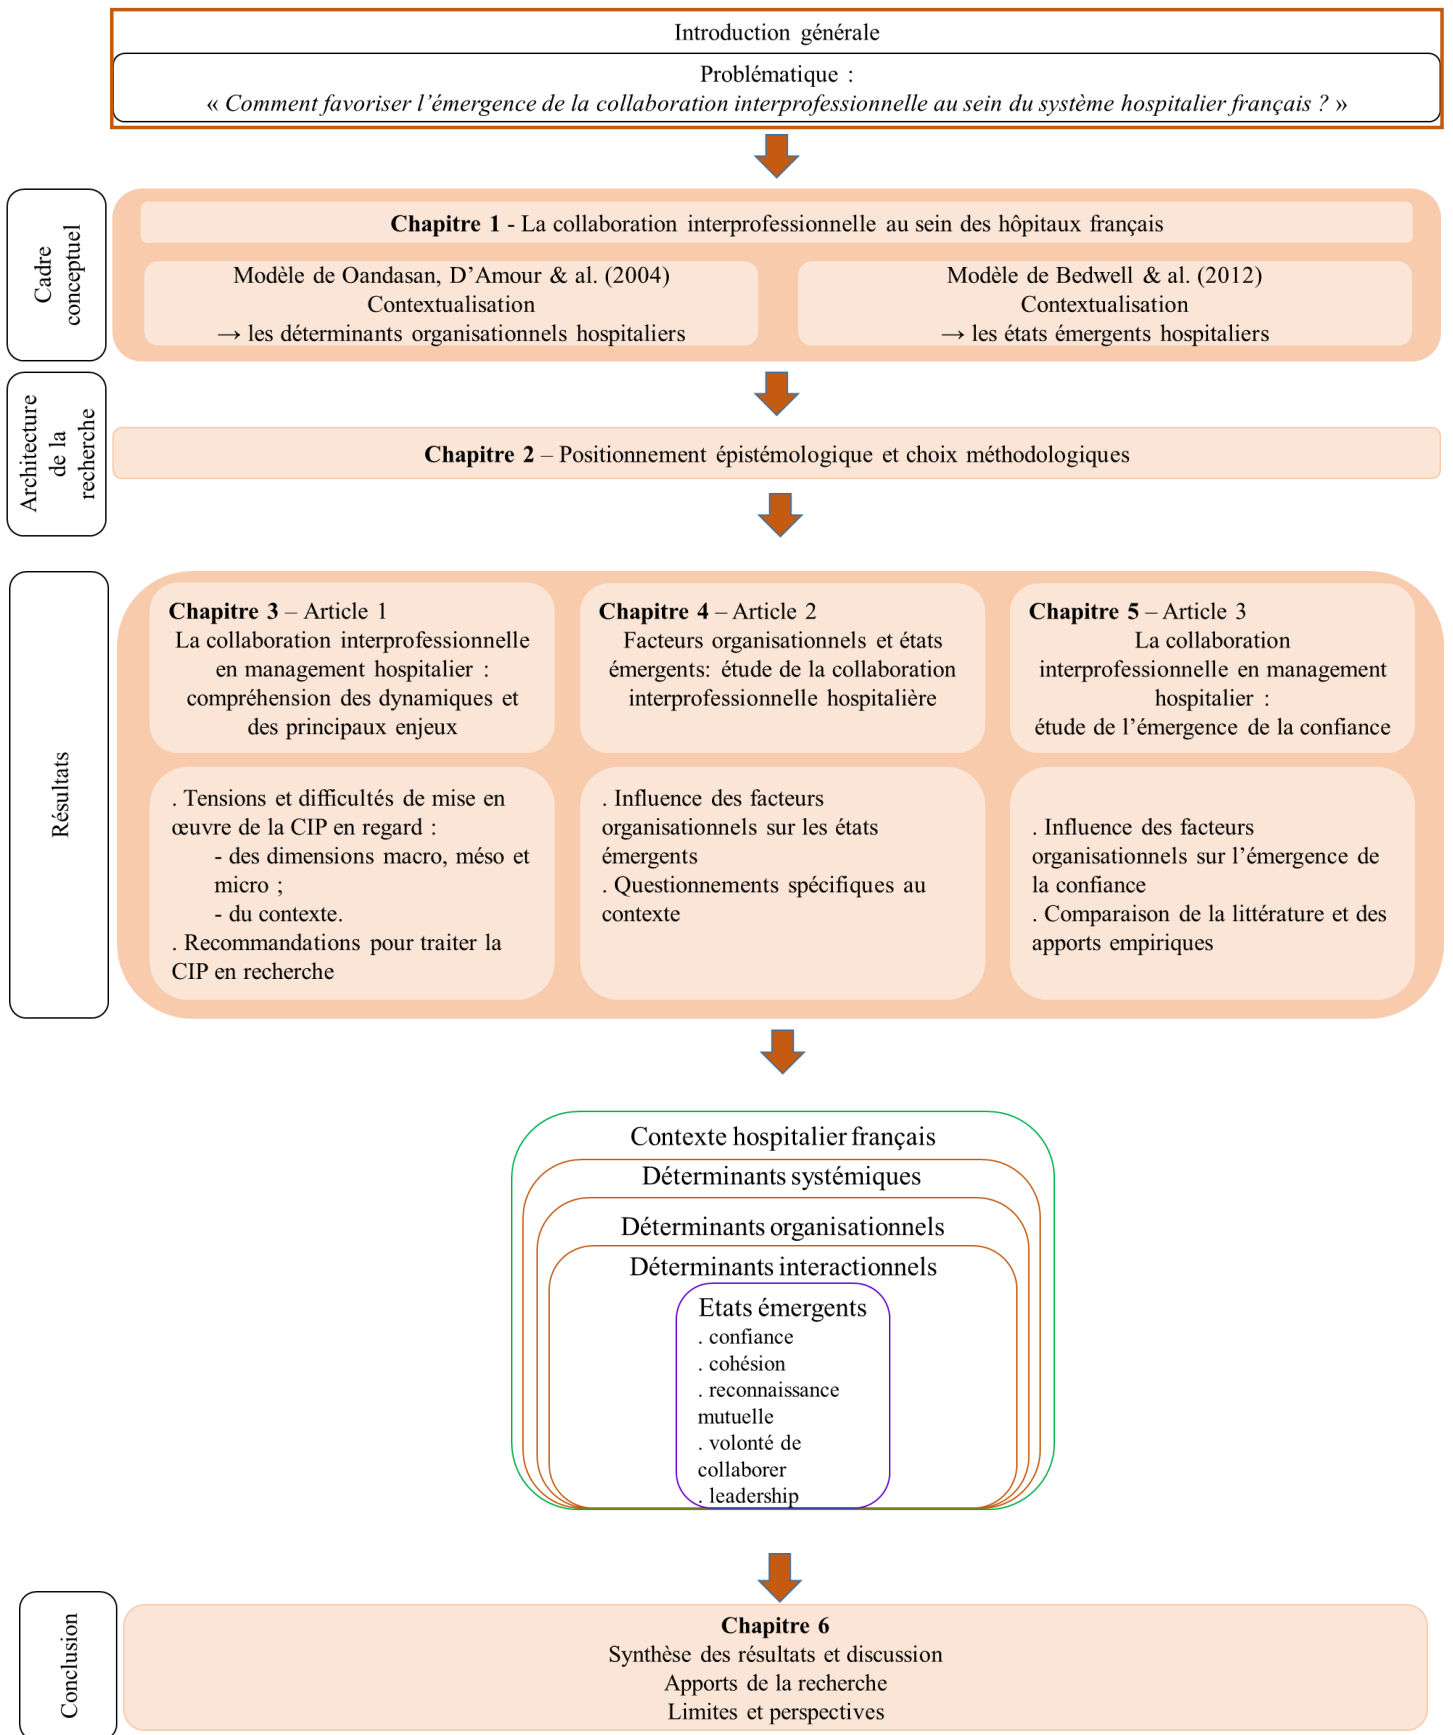 Introduction générale
Problématique :
« Comment favoriser l’émergence de la collaboration interprofessionnelle au sein du système hospitalier français ? »
Cadre
conceptuel
Chapitre 1 - La collaboration interprofessionnelle au sein des hôpitaux français
Modèle de Oandasan, D’Amour & al. (2004)
Contextualisation
→ les déterminants organisationnels hospitaliers
Modèle de Bedwell & al. (2012)
Contextualisation
→ les états émergents hospitaliers
Architecture
de la
recherche
Chapitre 2 – Positionnement épistémologique et choix méthodologiques
Résultats
Chapitre 3 – Article 1
La collaboration interprofessionnelle
en management hospitalier :
compréhension des dynamiques et
des principaux enjeux
Chapitre 4 – Article 2
Facteurs organisationnels et états
émergents: étude de la collaboration
interprofessionnelle hospitalière
Chapitre 5 – Article 3
La collaboration
interprofessionnelle en management
hospitalier :
étude de l’émergence de la confiance
. Tensions et difficultés de mise en
œuvre de la CIP en regard :
- des dimensions macro, méso et
micro ;
- du contexte.
. Recommandations pour traiter la
CIP en recherche
. Influence des facteurs
organisationnels sur les états
émergents
. Questionnements spécifiques au
contexte
. Influence des facteurs
organisationnels sur l’émergence de
la confiance
. Comparaison de la littérature et des
apports empiriques
Contexte hospitalier français
Déterminants systémiques
Déterminants organisationnels
Déterminants interactionnels
Etats émergents
. confiance
. cohésion
. reconnaissance
mutuelle
. volonté de
collaborer
. leadership
Conclusion
Chapitre 6
Synthèse des résultats et discussion
Apports de la recherche
Limites et perspectives